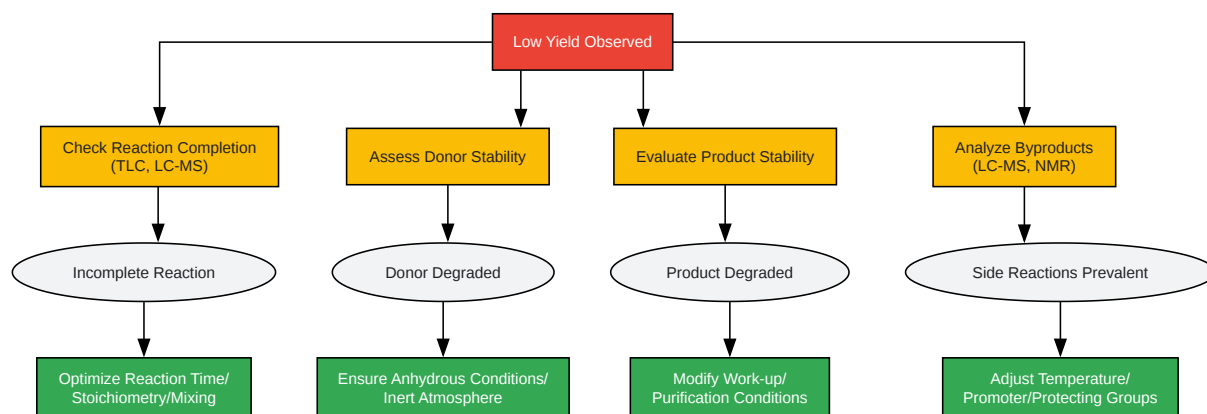 Low Yield Observed
Check Reaction Completion
(TLC, LC-MS)
Assess Donor Stability
Evaluate Product Stability
Analyze Byproducts
(LC-MS, NMR)
Incomplete Reaction
Donor Degraded
Product Degraded
Side Reactions Prevalent
Optimize Reaction Time/
Stoichiometry/Mixing
Ensure Anhydrous Conditions/
Inert Atmosphere
Modify Work-up/
Purification Conditions
Adjust Temperature/
Promoter/Protecting Groups